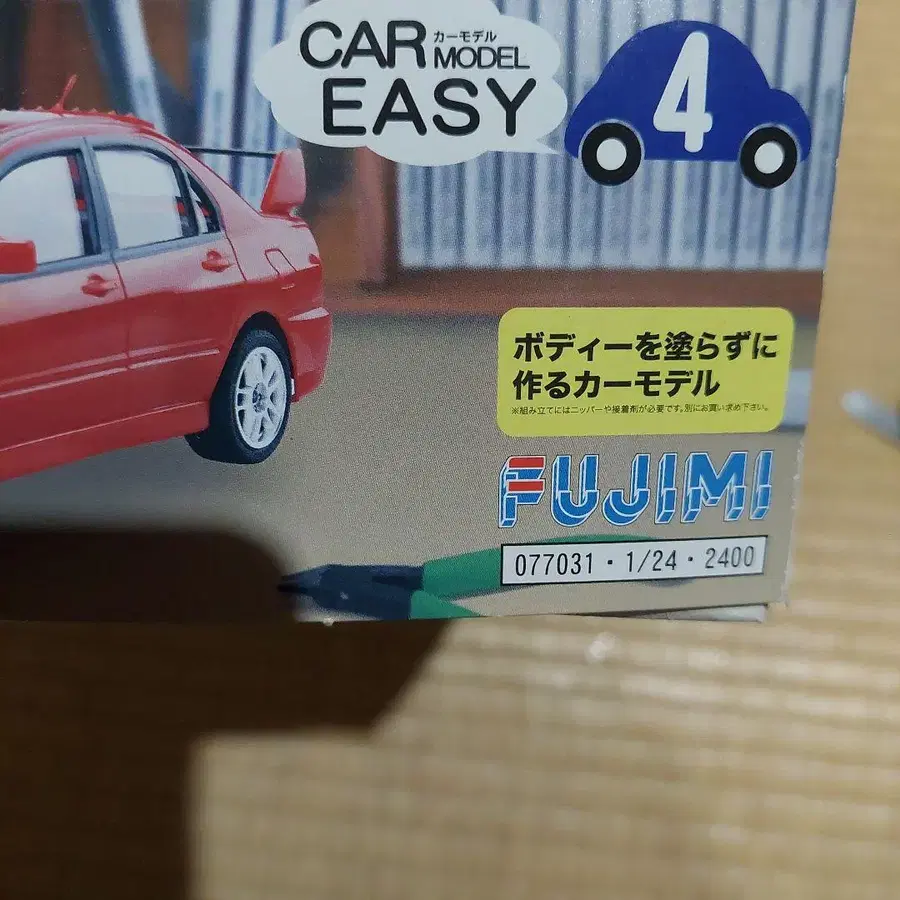 CAR カーモデル MODEL
EASY
4
ボディーを塗らずに
作るカーモデル
※組み立てにはニッパーや接着剤が必要です。別にお買い求め下さい。
FUJIMI
077031・1/24・2400